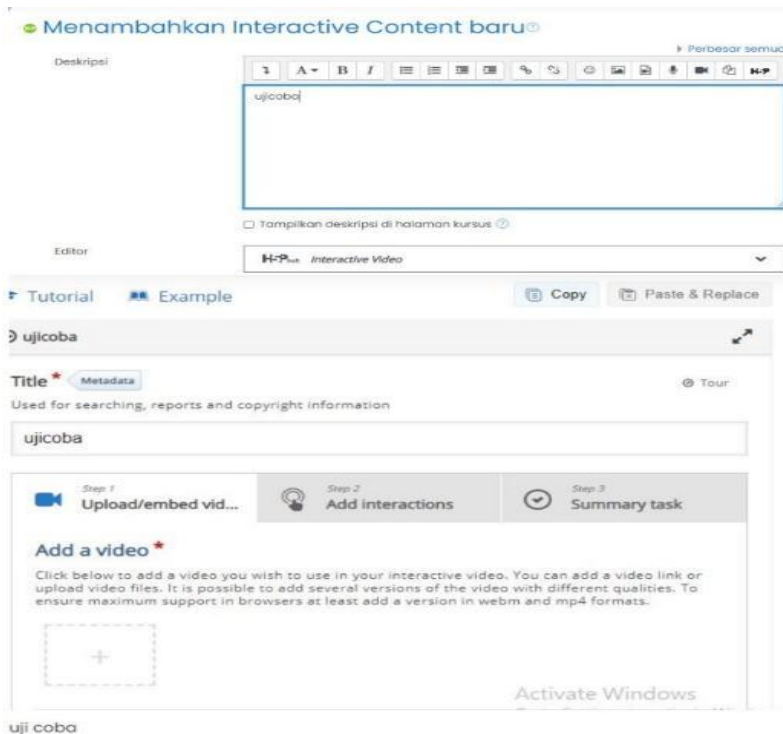 Menambahkan Interactive Content baru
Perbesar semua
Deskripsi
A B I H-P
ujicoba
Tampilkan deskripsi di halaman kursus
Editor
H-P Interactive Video
Tutorial Example Copy Paste & Replace
ujicoba
Title * Metadata Tour
Used for searching, reports and copyright information
ujicoba
Step 1 Step 2 Step 3
Upload/embed vid... Add interactions Summary task
Add a video *
Click below to add a video you wish to use in your interactive video. You can add a video link or
upload video files. It is possible to add several versions of the video with different qualities. To
ensure maximum support in browsers at least add a version in webm and mp4 formats.
+
Activate Windows
uji coba